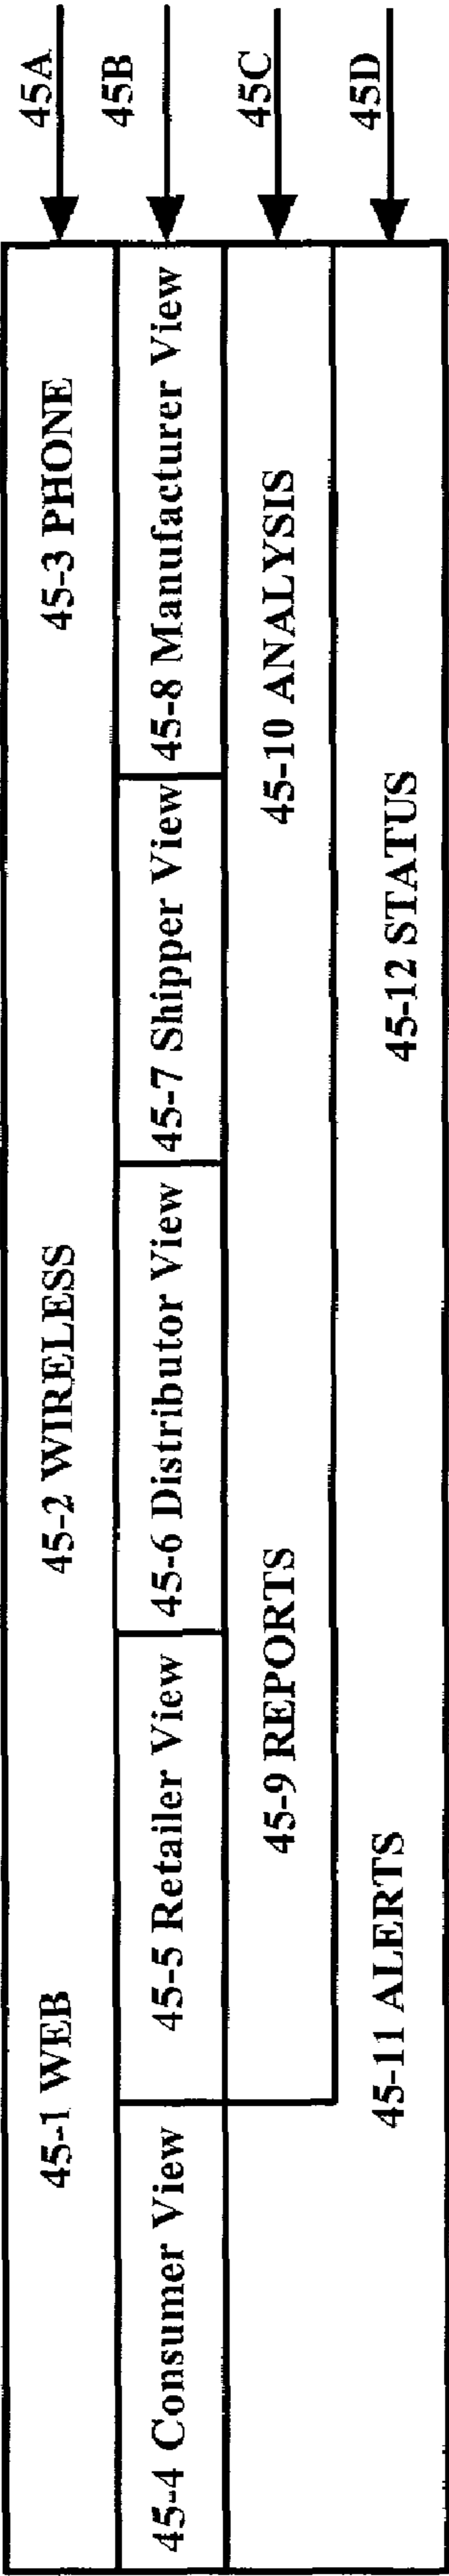 45-1 WEB
45-2 WIRELESS
45-3 PHONE
45A
45-4 Consumer View
45-5 Retailer View
45-6 Distributor View
45-7 Shipper View
45-8 Manufacturer View
45B
45-9 REPORTS
45-10 ANALYSIS
45C
45-11 ALERTS
45-12 STATUS
45D